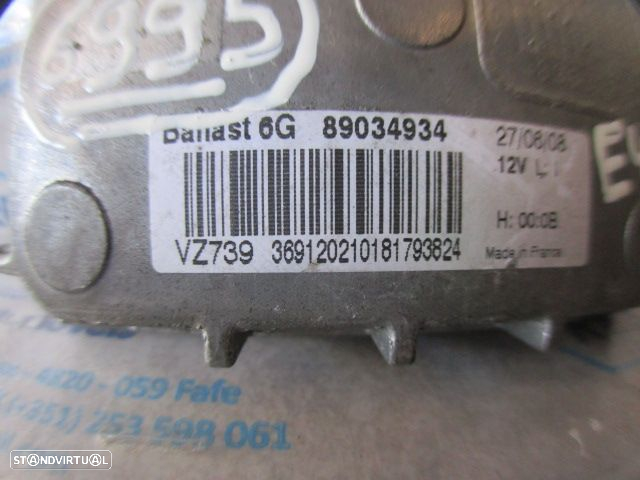 6995
Ballast 6G 89034934
27/06/08
12V L:
H: 00:08
VZ739 369120210181793824
Made in France
4820 - 059 Fafe
(+351) 253 598 061
STANDVIRTUAL